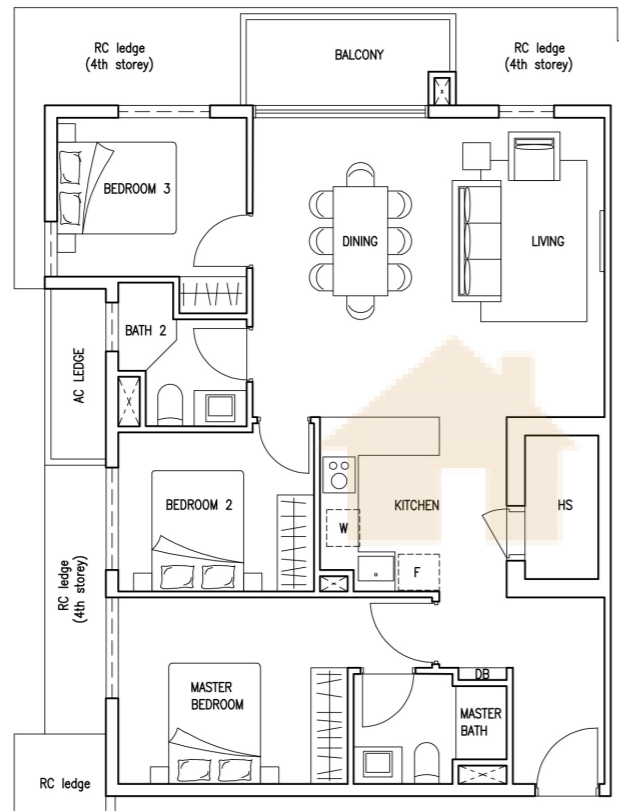 RC ledge
(4th storey)
BALCONY
RC ledge
(4th storey)
BEDROOM 3
DINING
LIVING
BATH 2
AC LEDGE
BEDROOM 2
KITCHEN
HS
W
F
RC ledge
(4th storey)
MASTER
BEDROOM
DB
MASTER
BATH
RC ledge